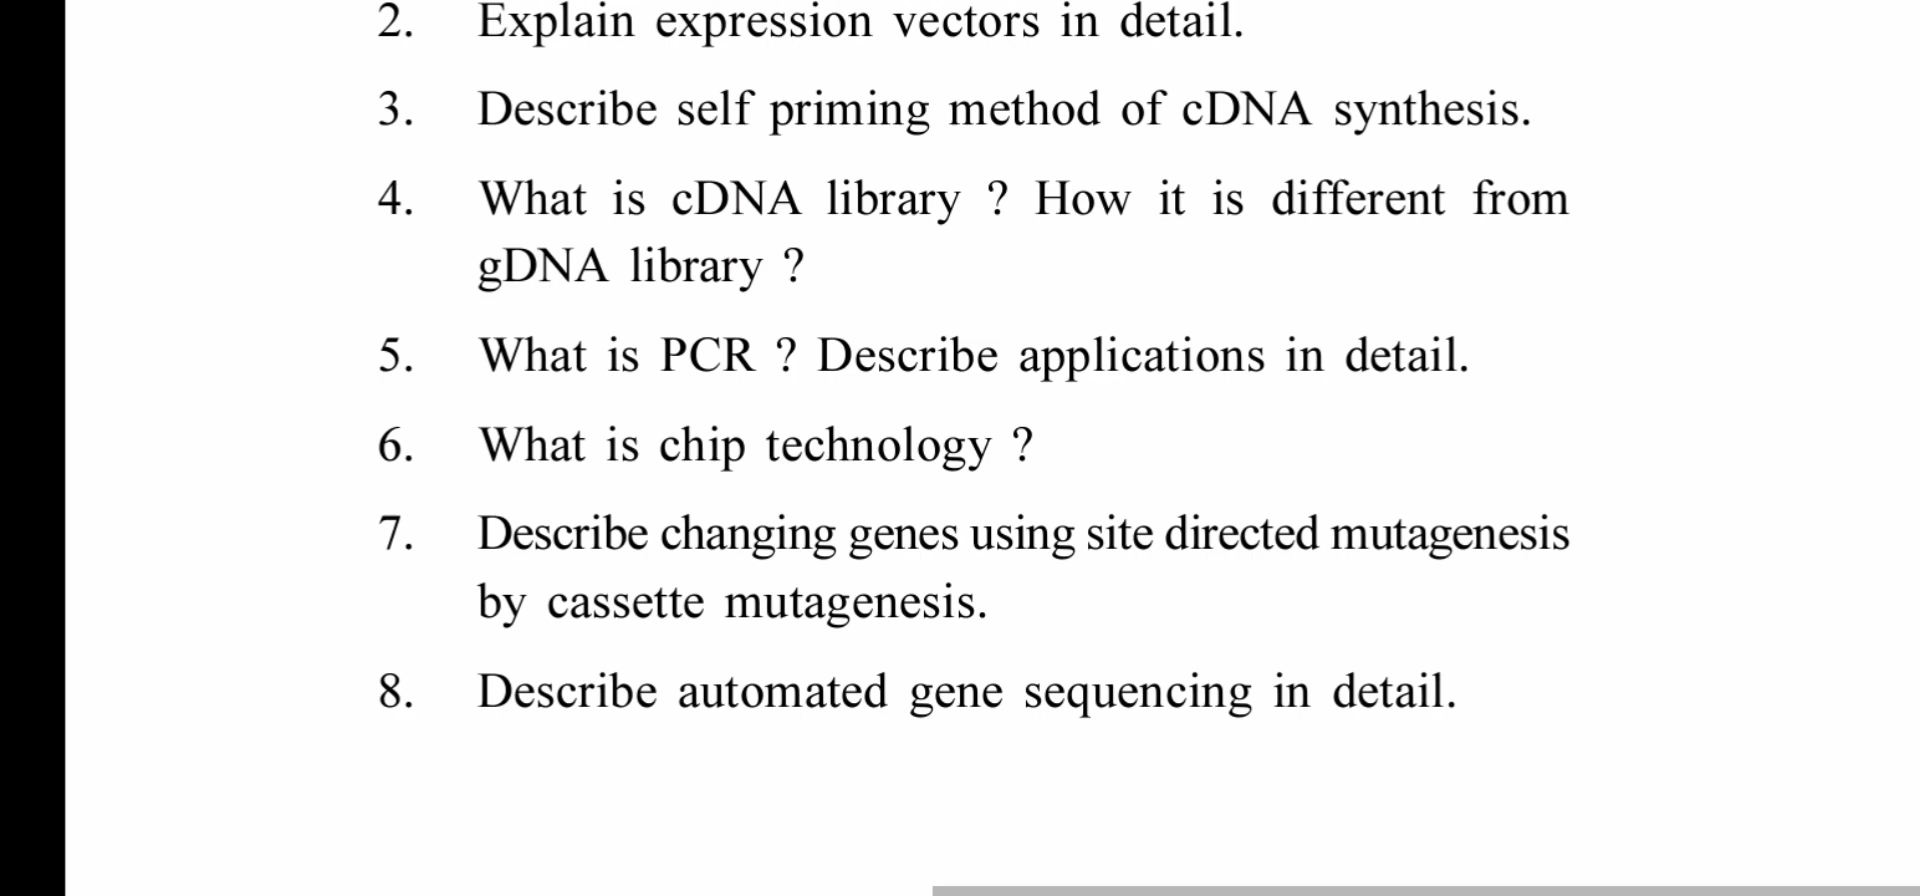 2. Explain expression vectors in detail.
3. Describe self priming method of cDNA synthesis.
4. What is cDNA library ? How it is different from
gDNA library ?
5. What is PCR ? Describe applications in detail.
6. What is chip technology ?
7. Describe changing genes using site directed mutagenesis
by cassette mutagenesis.
8. Describe automated gene sequencing in detail.